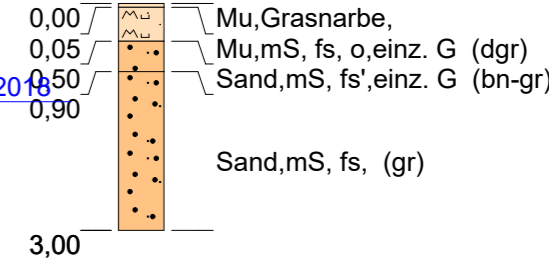 0,00 Mu,Grasnarbe,
0,05 Mu,mS, fs, o,einz. G (dgr)
2018 0,50 Sand,mS, fs',einz. G (bn-gr)
0,90
Sand,mS, fs, (gr)
3,00